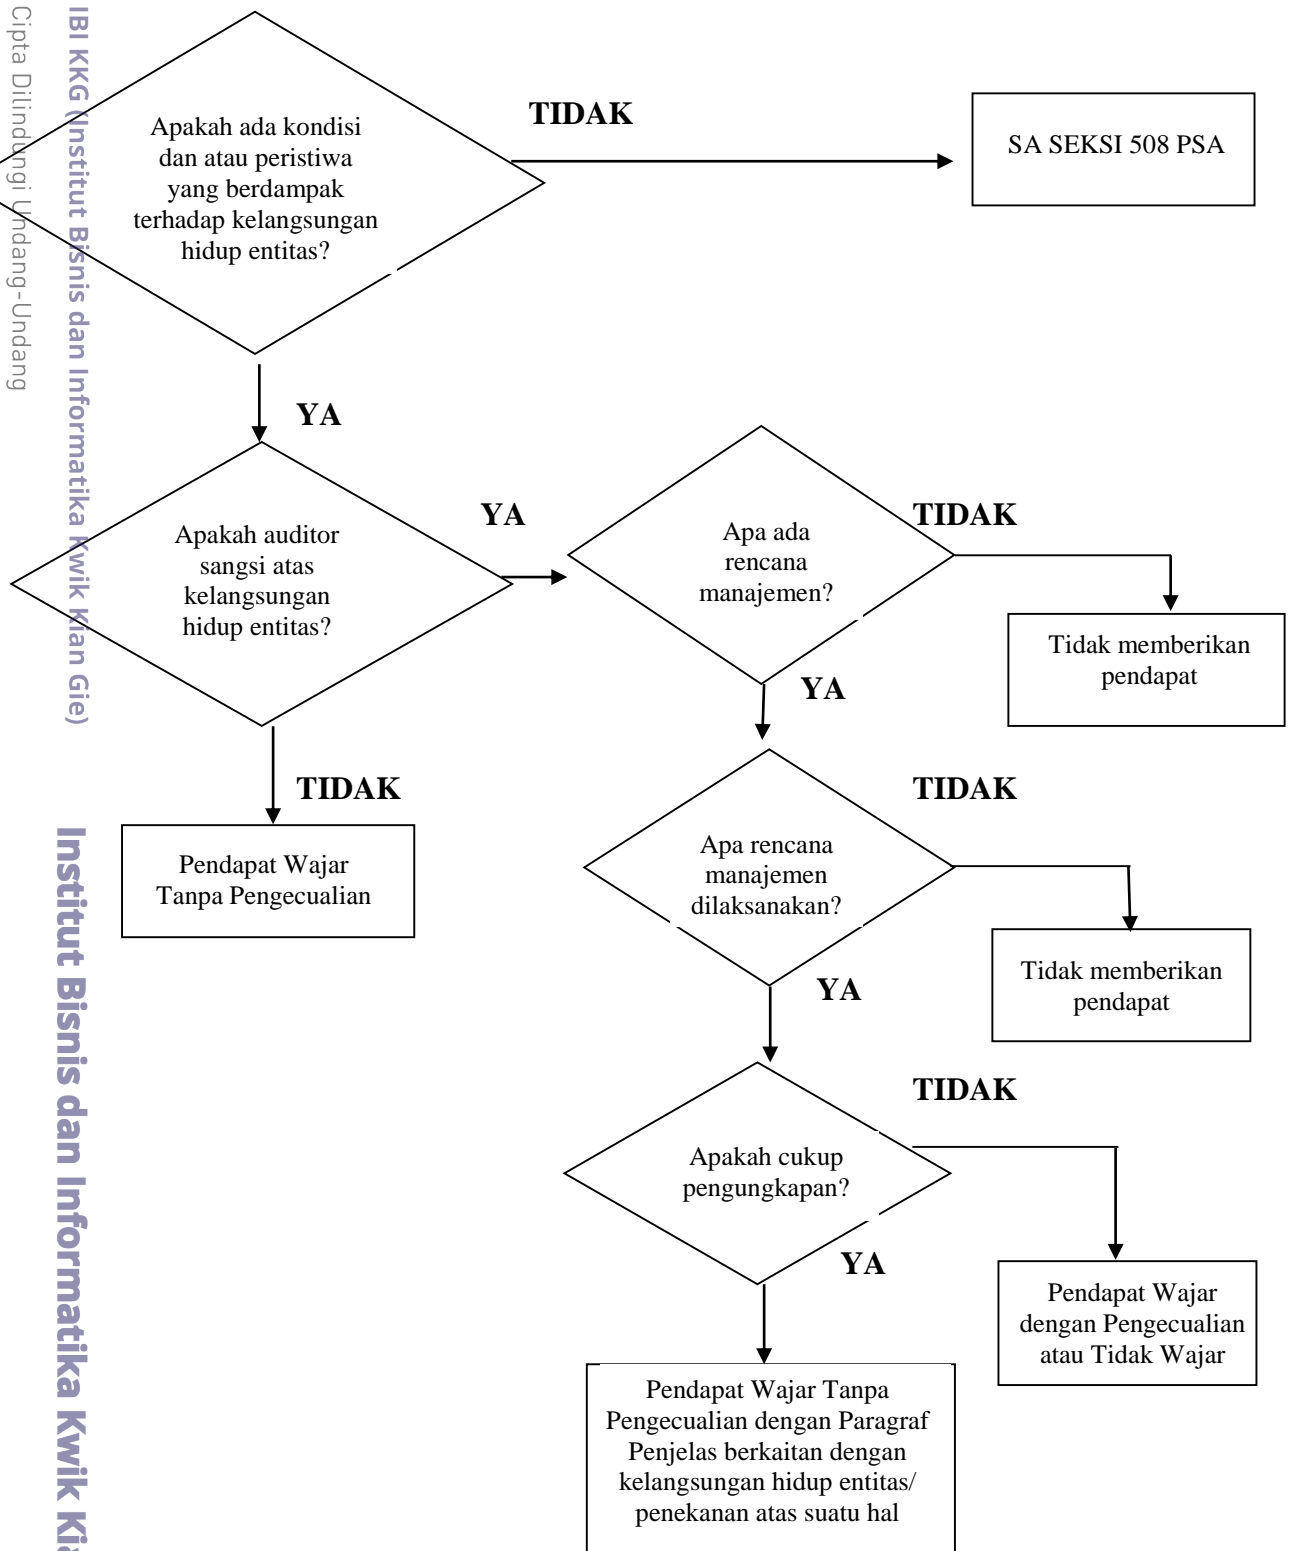 IBI KKG (Institut Bisnis dan Informatika Kwik Kian Gie)
Cipta Dilindungi Undang-Undang
Institut Bisnis dan Informatika Kwik
Apakah ada kondisi
dan atau peristiwa
yang berdampak
terhadap kelangsungan
hidup entitas?
TIDAK
SA SEKSI 508 PSA
YA
Apakah auditor
sangsi atas
kelangsungan
hidup entitas?
YA
Apa ada
rencana
manajemen?
TIDAK
Tidak memberikan
pendapat
YA
TIDAK
Pendapat Wajar
Tanpa Pengecualian
Apa rencana
manajemen
dilaksanakan?
TIDAK
Tidak memberikan
pendapat
YA
Apakah cukup
pengungkapan?
TIDAK
Pendapat Wajar
dengan Pengecualian
atau Tidak Wajar
YA
Pendapat Wajar Tanpa
Pengecualian dengan Paragraf
Penjelas berkaitan dengan
kelangsungan hidup entitas/
penekanan atas suatu hal